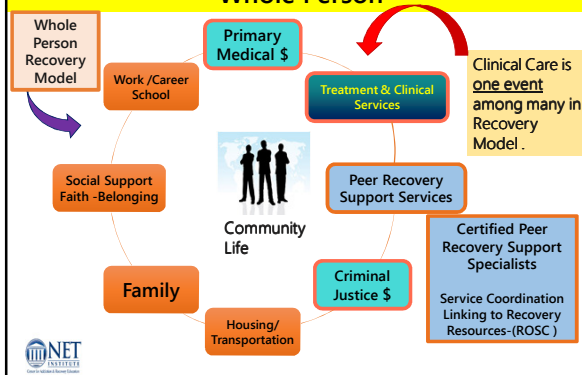 Whole Person
Whole
Person
Recovery
Model
Primary
Medical $
Work /Career
School
Treatment & Clinical
Services
Clinical Care is
one event
among many in
Recovery
Model .
Social Support
Faith -Belonging
Community
Life
Peer Recovery
Support Services
Certified Peer
Recovery Support
Specialists
Service Coordination
Linking to Recovery
Resources-(ROSC )
Family
Criminal
Justice $
Housing/
Transportation
NET
INSTITUTE